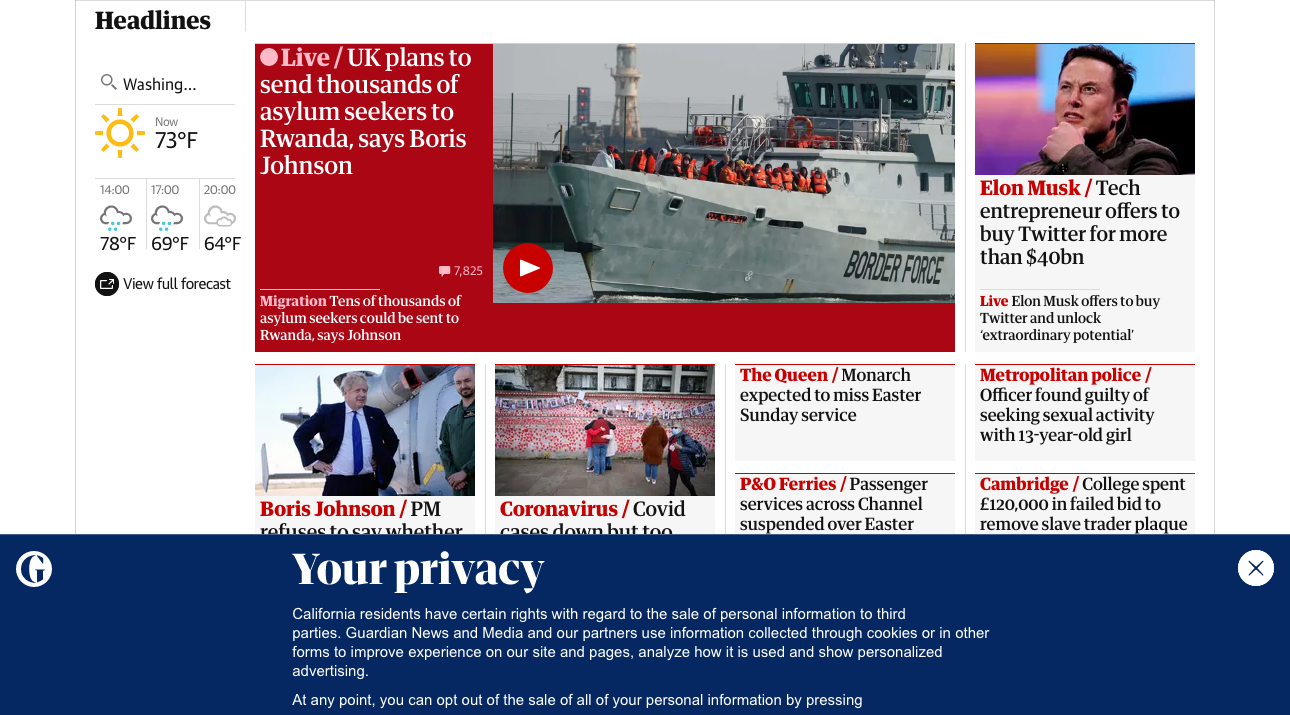 Headlines
Washing...
Now
73°F
14:00
17:00
20:00
78°F
69°F
64°F
View full forecast
Live / UK plans to
send thousands of
asylum seekers to
Rwanda, says Boris
Johnson
7,825
Migration Tens of thousands of
asylum seekers could be sent to
Rwanda, says Johnson
BORDER FORCE
Elon Musk / Tech
entrepreneur offers to
buy Twitter for more
than $40bn
Live Elon Musk offers to buy
Twitter and unlock
‘extraordinary potential’
Boris Johnson / PM
refuses to say whether
Coronavirus / Covid
cases down but too
The Queen / Monarch
expected to miss Easter
Sunday service
P&O Ferries / Passenger
services across Channel
suspended over Easter
Metropolitan police /
Officer found guilty of
seeking sexual activity
with 13-year-old girl
Cambridge / College spent
£120,000 in failed bid to
remove slave trader plaque
G
Your privacy
California residents have certain rights with regard to the sale of personal information to third
parties. Guardian News and Media and our partners use information collected through cookies or in other
forms to improve experience on our site and pages, analyze how it is used and show personalized
advertising.
At any point, you can opt out of the sale of all of your personal information by pressing